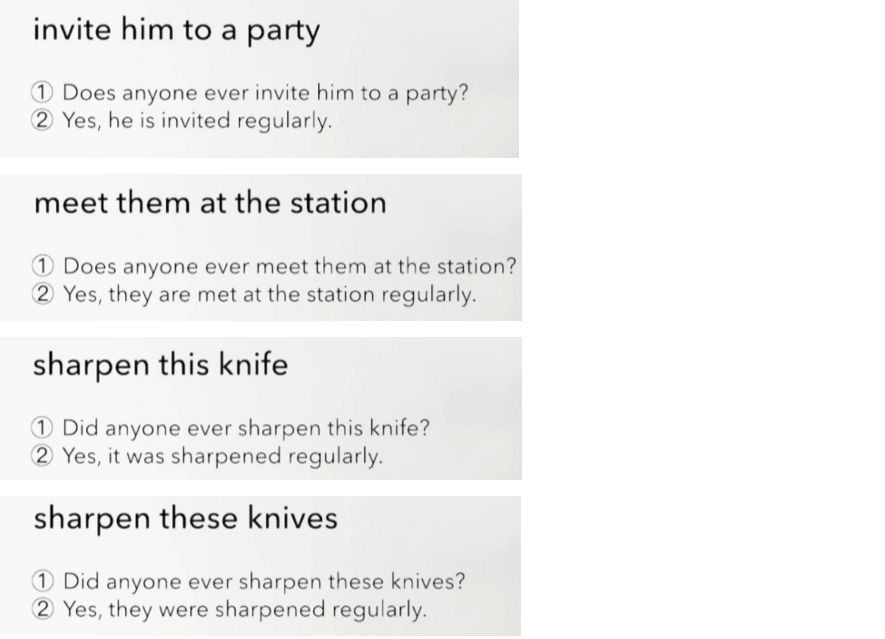 invite him to a party
① Does anyone ever invite him to a party?
② Yes, he is invited regularly.
meet them at the station
① Does anyone ever meet them at the station?
② Yes, they are met at the station regularly.
sharpen this knife
① Did anyone ever sharpen this knife?
② Yes, it was sharpened regularly.
sharpen these knives
① Did anyone ever sharpen these knives?
② Yes, they were sharpened regularly.